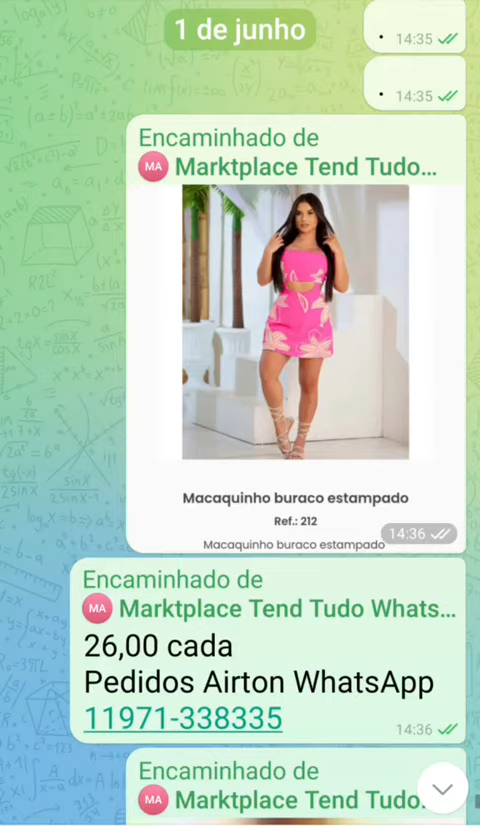 1 de junho
. 14:35
. 14:35
Encaminhado de
MA Marktplace Tend Tudo...
Macaquinho buraco estampado
Ref.: 212
14:36
Macaquinho buraco estampado
Encaminhado de
MA Marktplace Tend Tudo Whats...
26,00 cada
Pedidos Airton WhatsApp
11971-338335
14:36
Encaminhado de
MA Marktplace Tend Tudo